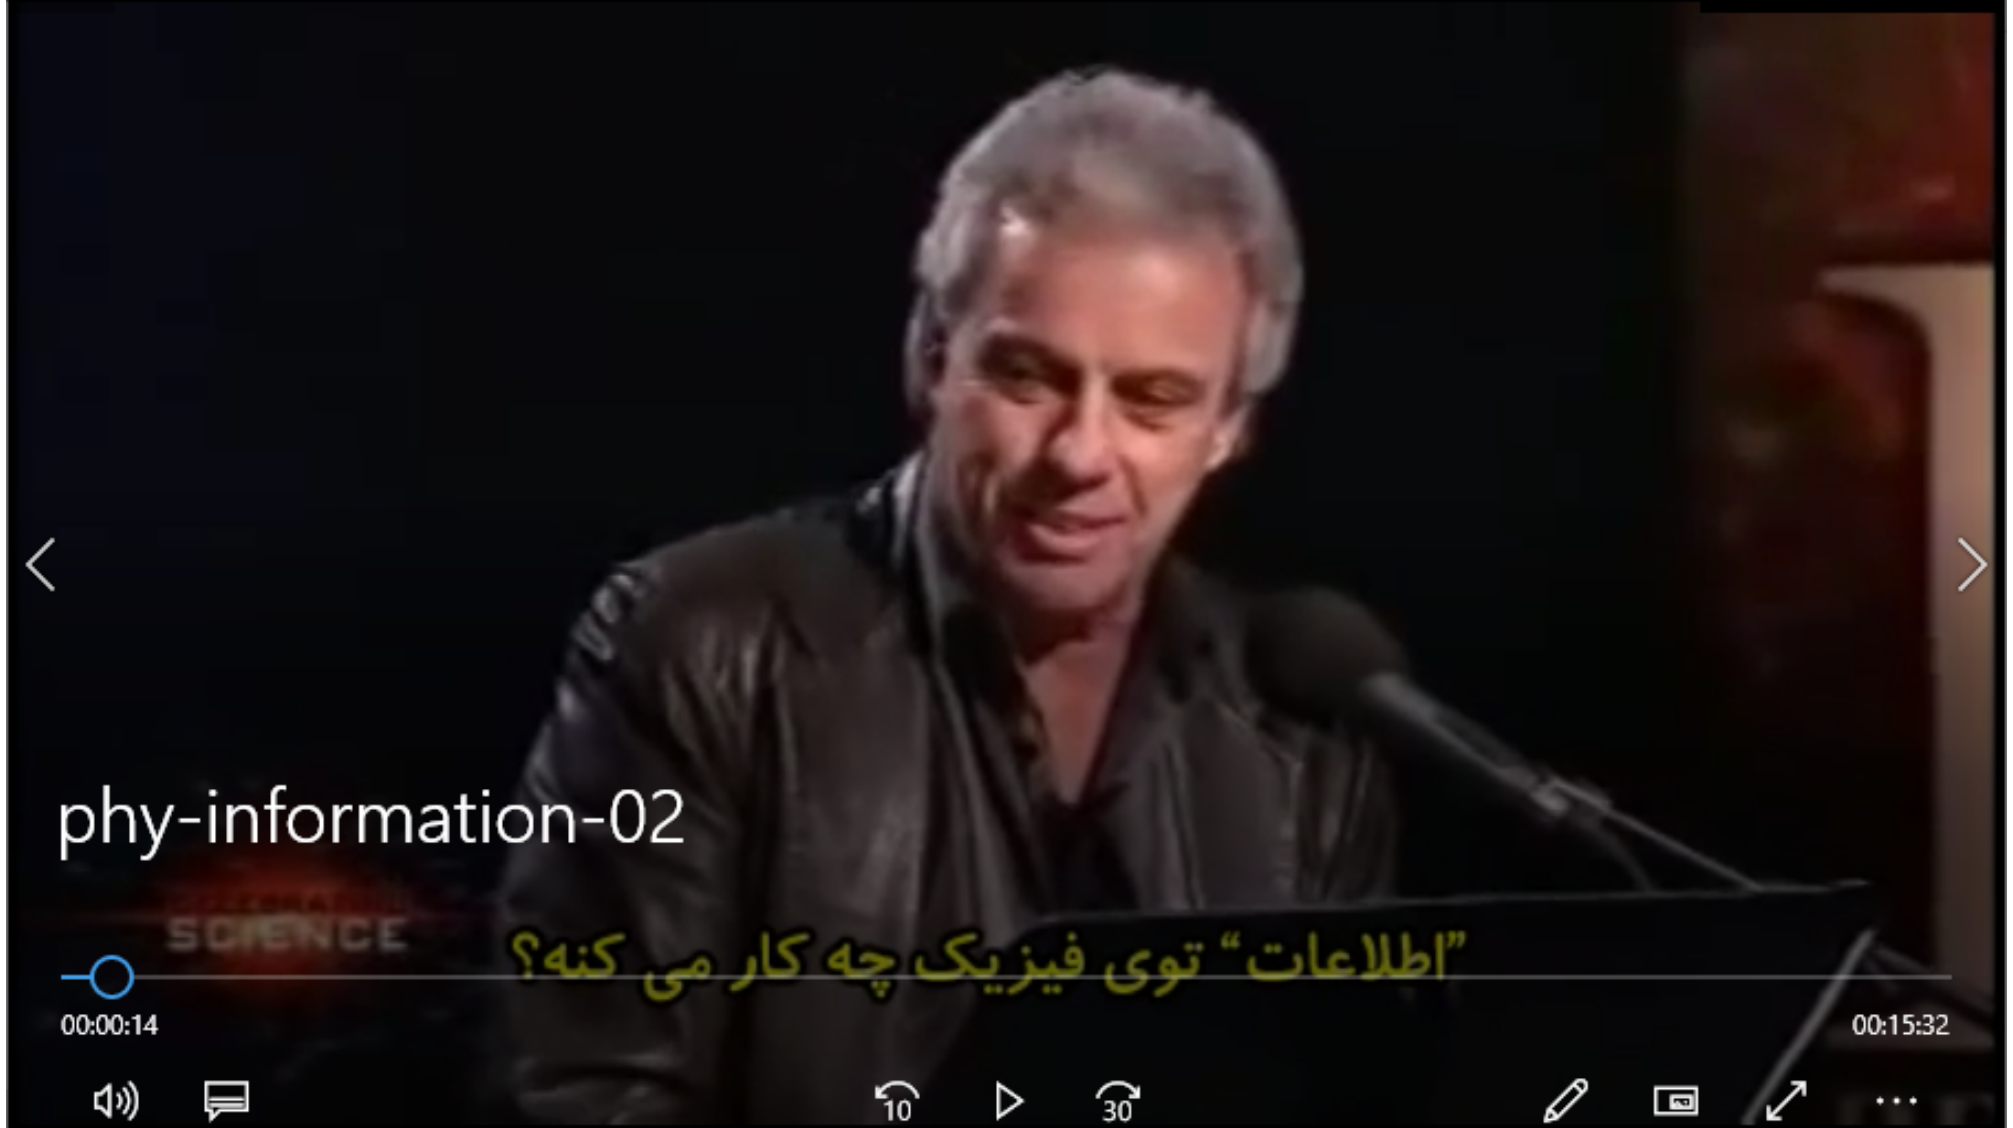 phy-information-02
SCIENCE
”اطلاعات“ توی فیزیک چه کار می کنه؟
00:00:14
00:15:32
10
30